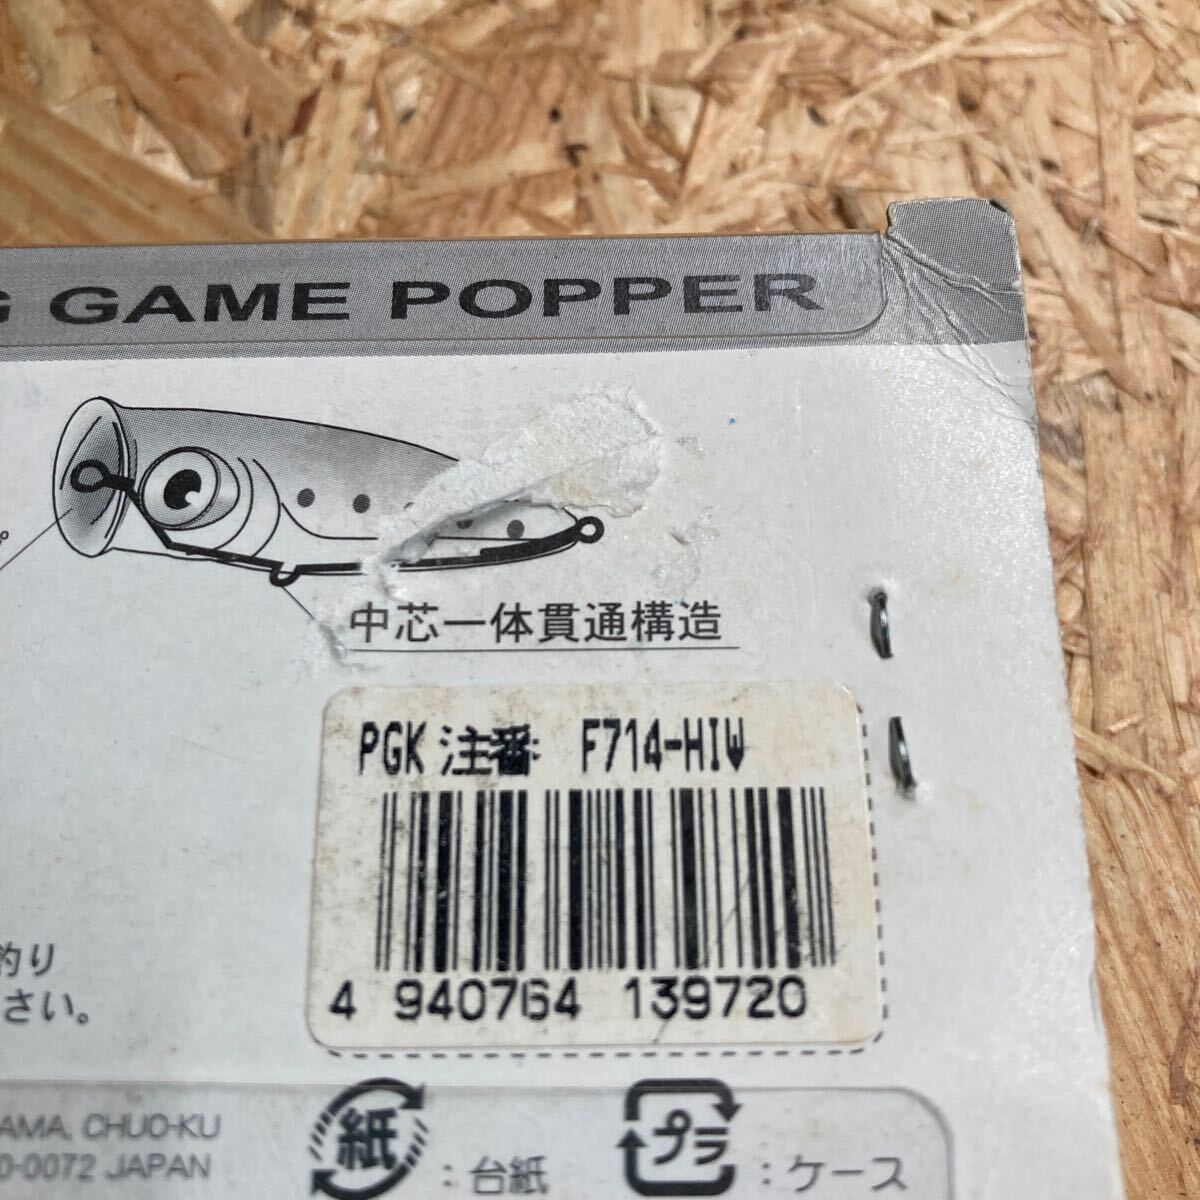 G GAME POPPER
中芯一体貫通構造
PGK 注番: F714-HIW
4 940764 139720
釣り
さい。
AMA, CHUO-KU
0-0072 JAPAN
紙 : 台紙
プラ : ケース